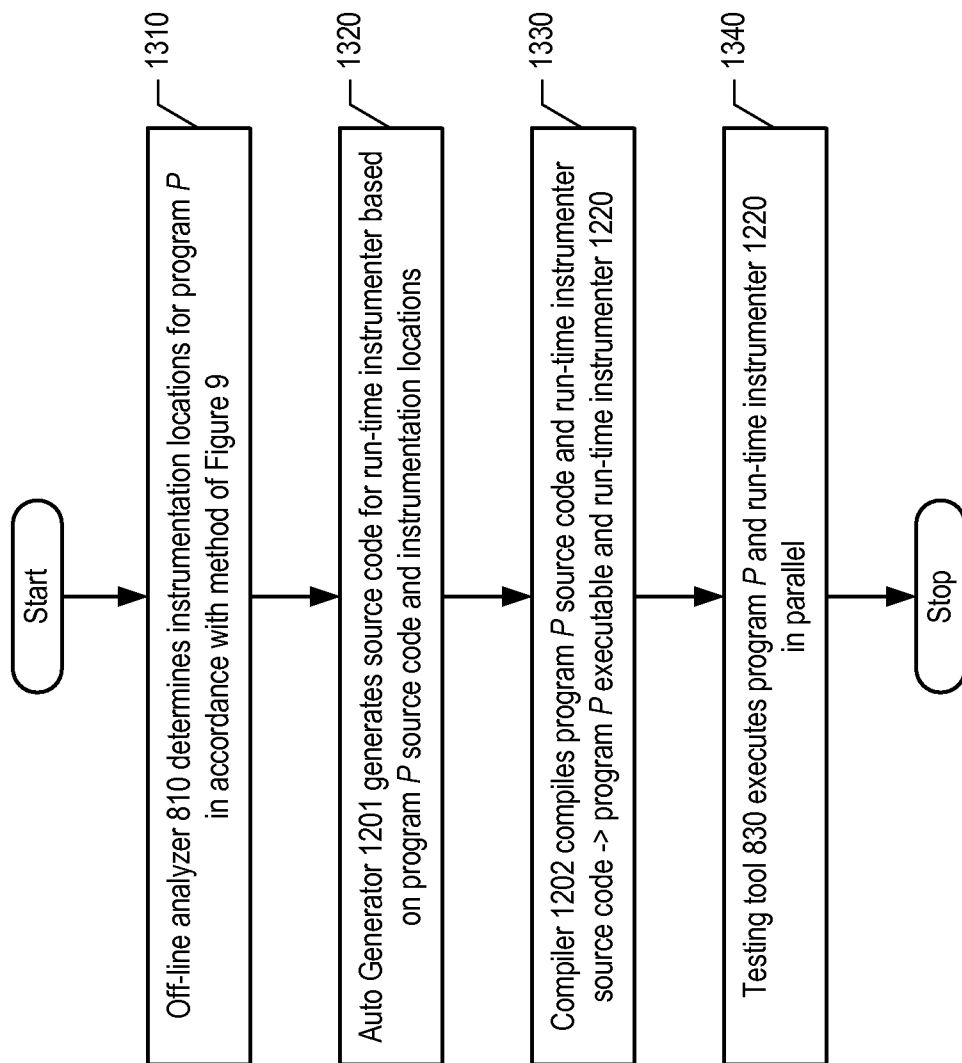 Start
1310
Off-line analyzer 810 determines instrumentation locations for program P
in accordance with method of Figure 9
1320
Auto Generator 1201 generates source code for run-time instrumenter based
on program P source code and instrumentation locations
1330
Compiler 1202 compiles program P source code and run-time instrumenter
source code -> program P executable and run-time instrumenter 1220
1340
Testing tool 830 executes program P and run-time instrumenter 1220
in parallel
Stop